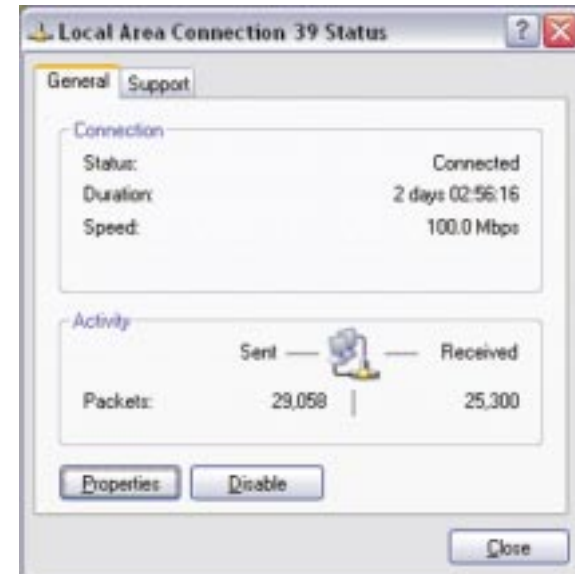 Local Area Connection 39 Status
General Support
Connection
Status: Connected
Duration: 2 days 02:56:16
Speed: 100.0 Mbps
Activity
Sent — — Received
Packets: 29,058 | 25,300
Properties Disable
Close